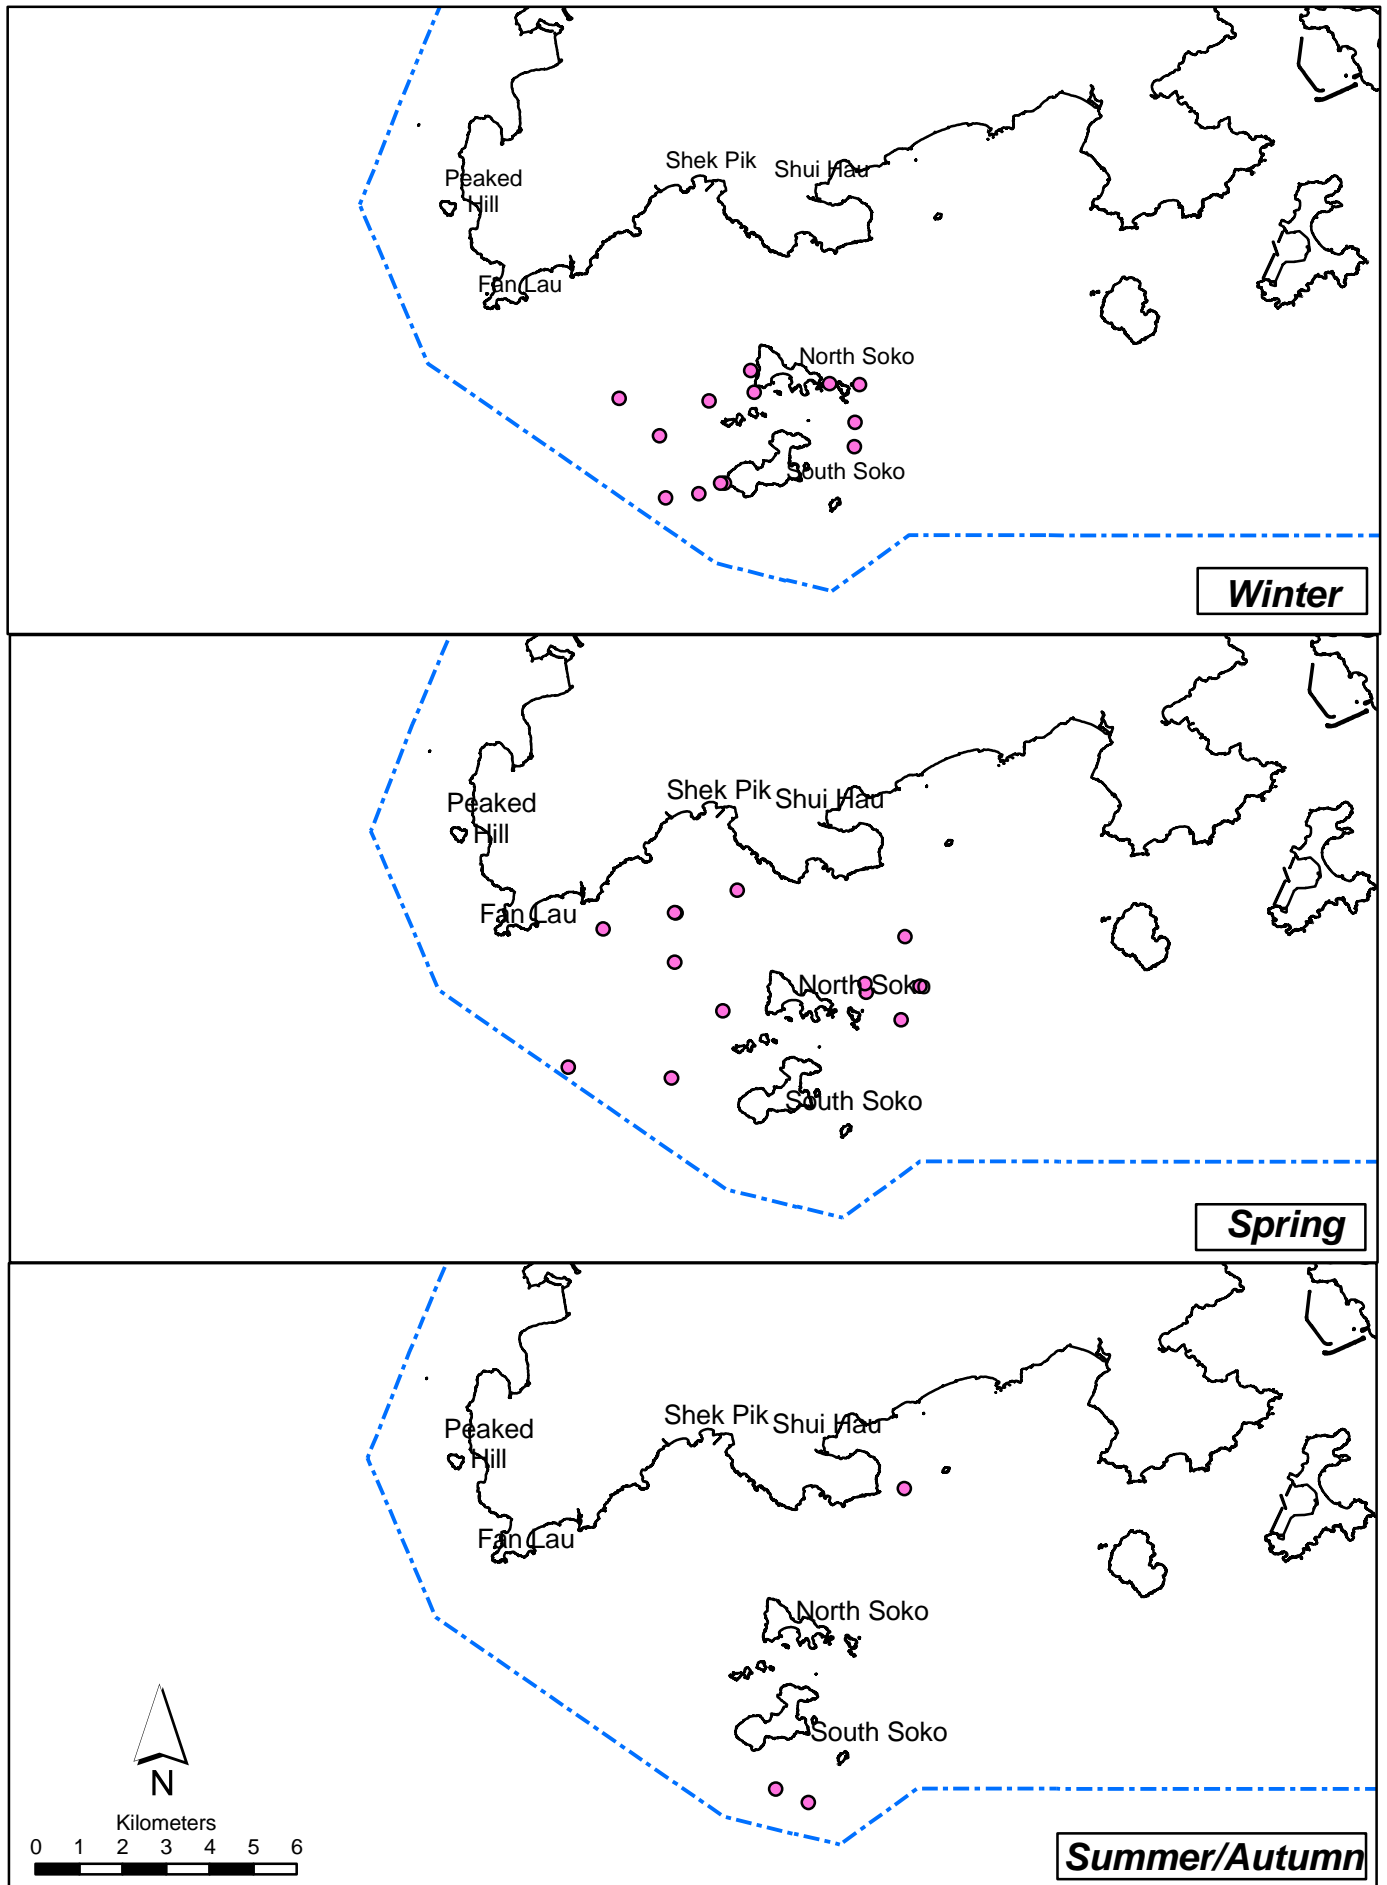 Shek Pik
Shui Hau
Peaked
Hill
Fan Lau
North Soko
South Soko
Winter
Shek Pik
Shui Hau
Peaked
Hill
Fan Lau
North Soko
South Soko
Spring
Shek Pik
Shui Hau
Peaked
Hill
Fan Lau
North Soko
South Soko
N
Kilometers
0 1 2 3 4 5 6
Summer/Autumn